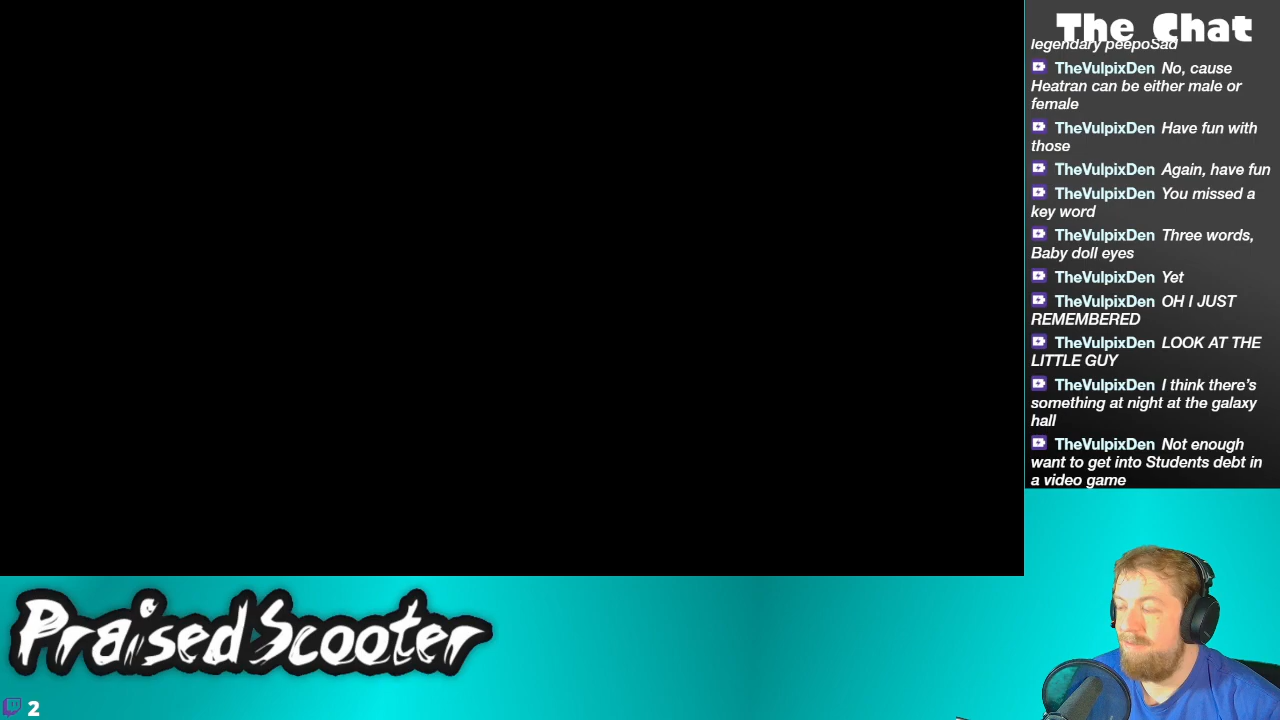 The Chat
legendary peepoSad
TheVulpixDen No, cause
Heatran can be either male or
female
TheVulpixDen Have fun with
those
TheVulpixDen Again, have fun
TheVulpixDen You missed a
key word
TheVulpixDen Three words,
Baby doll eyes
TheVulpixDen Yet
TheVulpixDen OH I JUST
REMEMBERED
TheVulpixDen LOOK AT THE
LITTLE GUY
TheVulpixDen I think there's
something at night at the galaxy
hall
TheVulpixDen Not enough
want to get into Students debt in
a video game
PraisedScooter
2